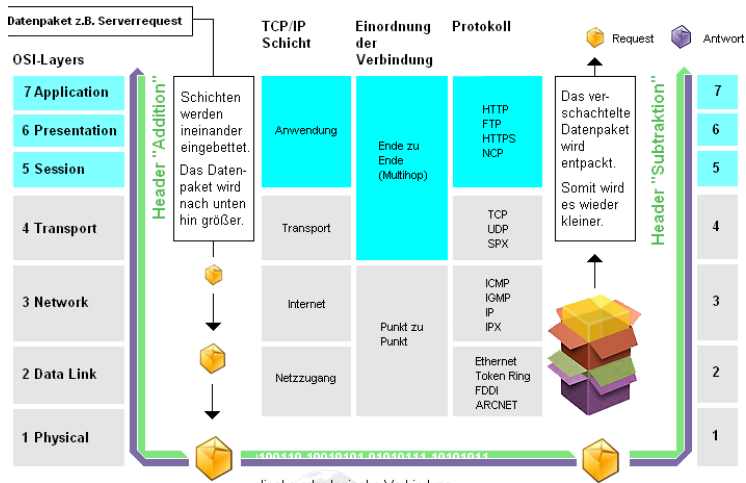 Datenpaket z.B. Serverrequest
TCP/IP
Schicht
Einordnung
der
Verbindung
Protokoll
Request
Antwort
OSI-Layers
7 Application
6 Presentation
5 Session
4 Transport
3 Network
2 Data Link
1 Physical
Header "Addition"
Schichten
werden
ineinander
eingebettet.
Das Daten-
paket wird
nach unten
hin größer.
Anwendung
Transport
Internet
Netzzugang
Ende zu
Ende
(Multihop)
Punkt zu
Punkt
HTTP
FTP
HTTPS
NCP
TCP
UDP
SPX
ICMP
IGMP
IP
IPX
Ethernet
Token Ring
FDDI
ARCNET
Das ver-
schachtelte
Datenpaket
wird
entpackt.
Somit wird
es wieder
kleiner.
Header "Subtraktion"
7
6
5
4
3
2
1
10010101 01010111 10101011
Verbindung